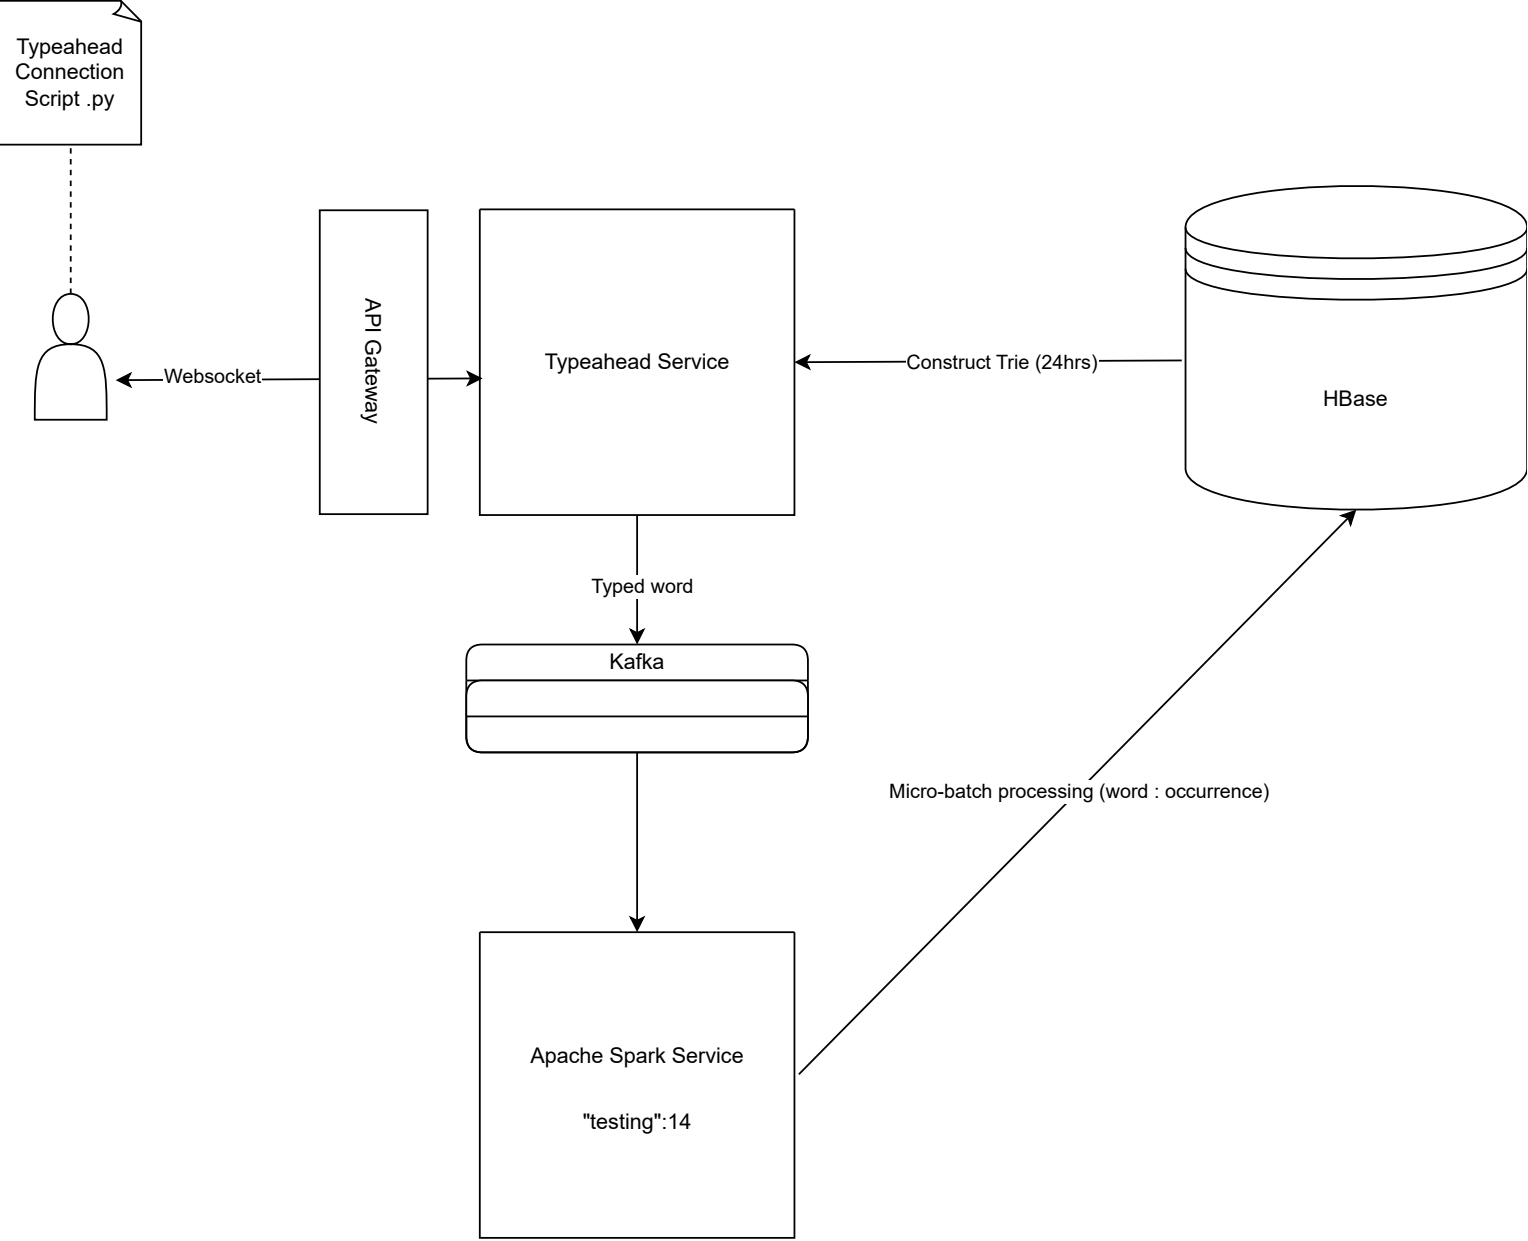 Typeahead
Connection
Script .py
Websocket
API Gateway
Typeahead Service
Construct Trie (24hrs)
HBase
Typed word
Kafka
Micro-batch processing (word : occurrence)
Apache Spark Service
"testing":14